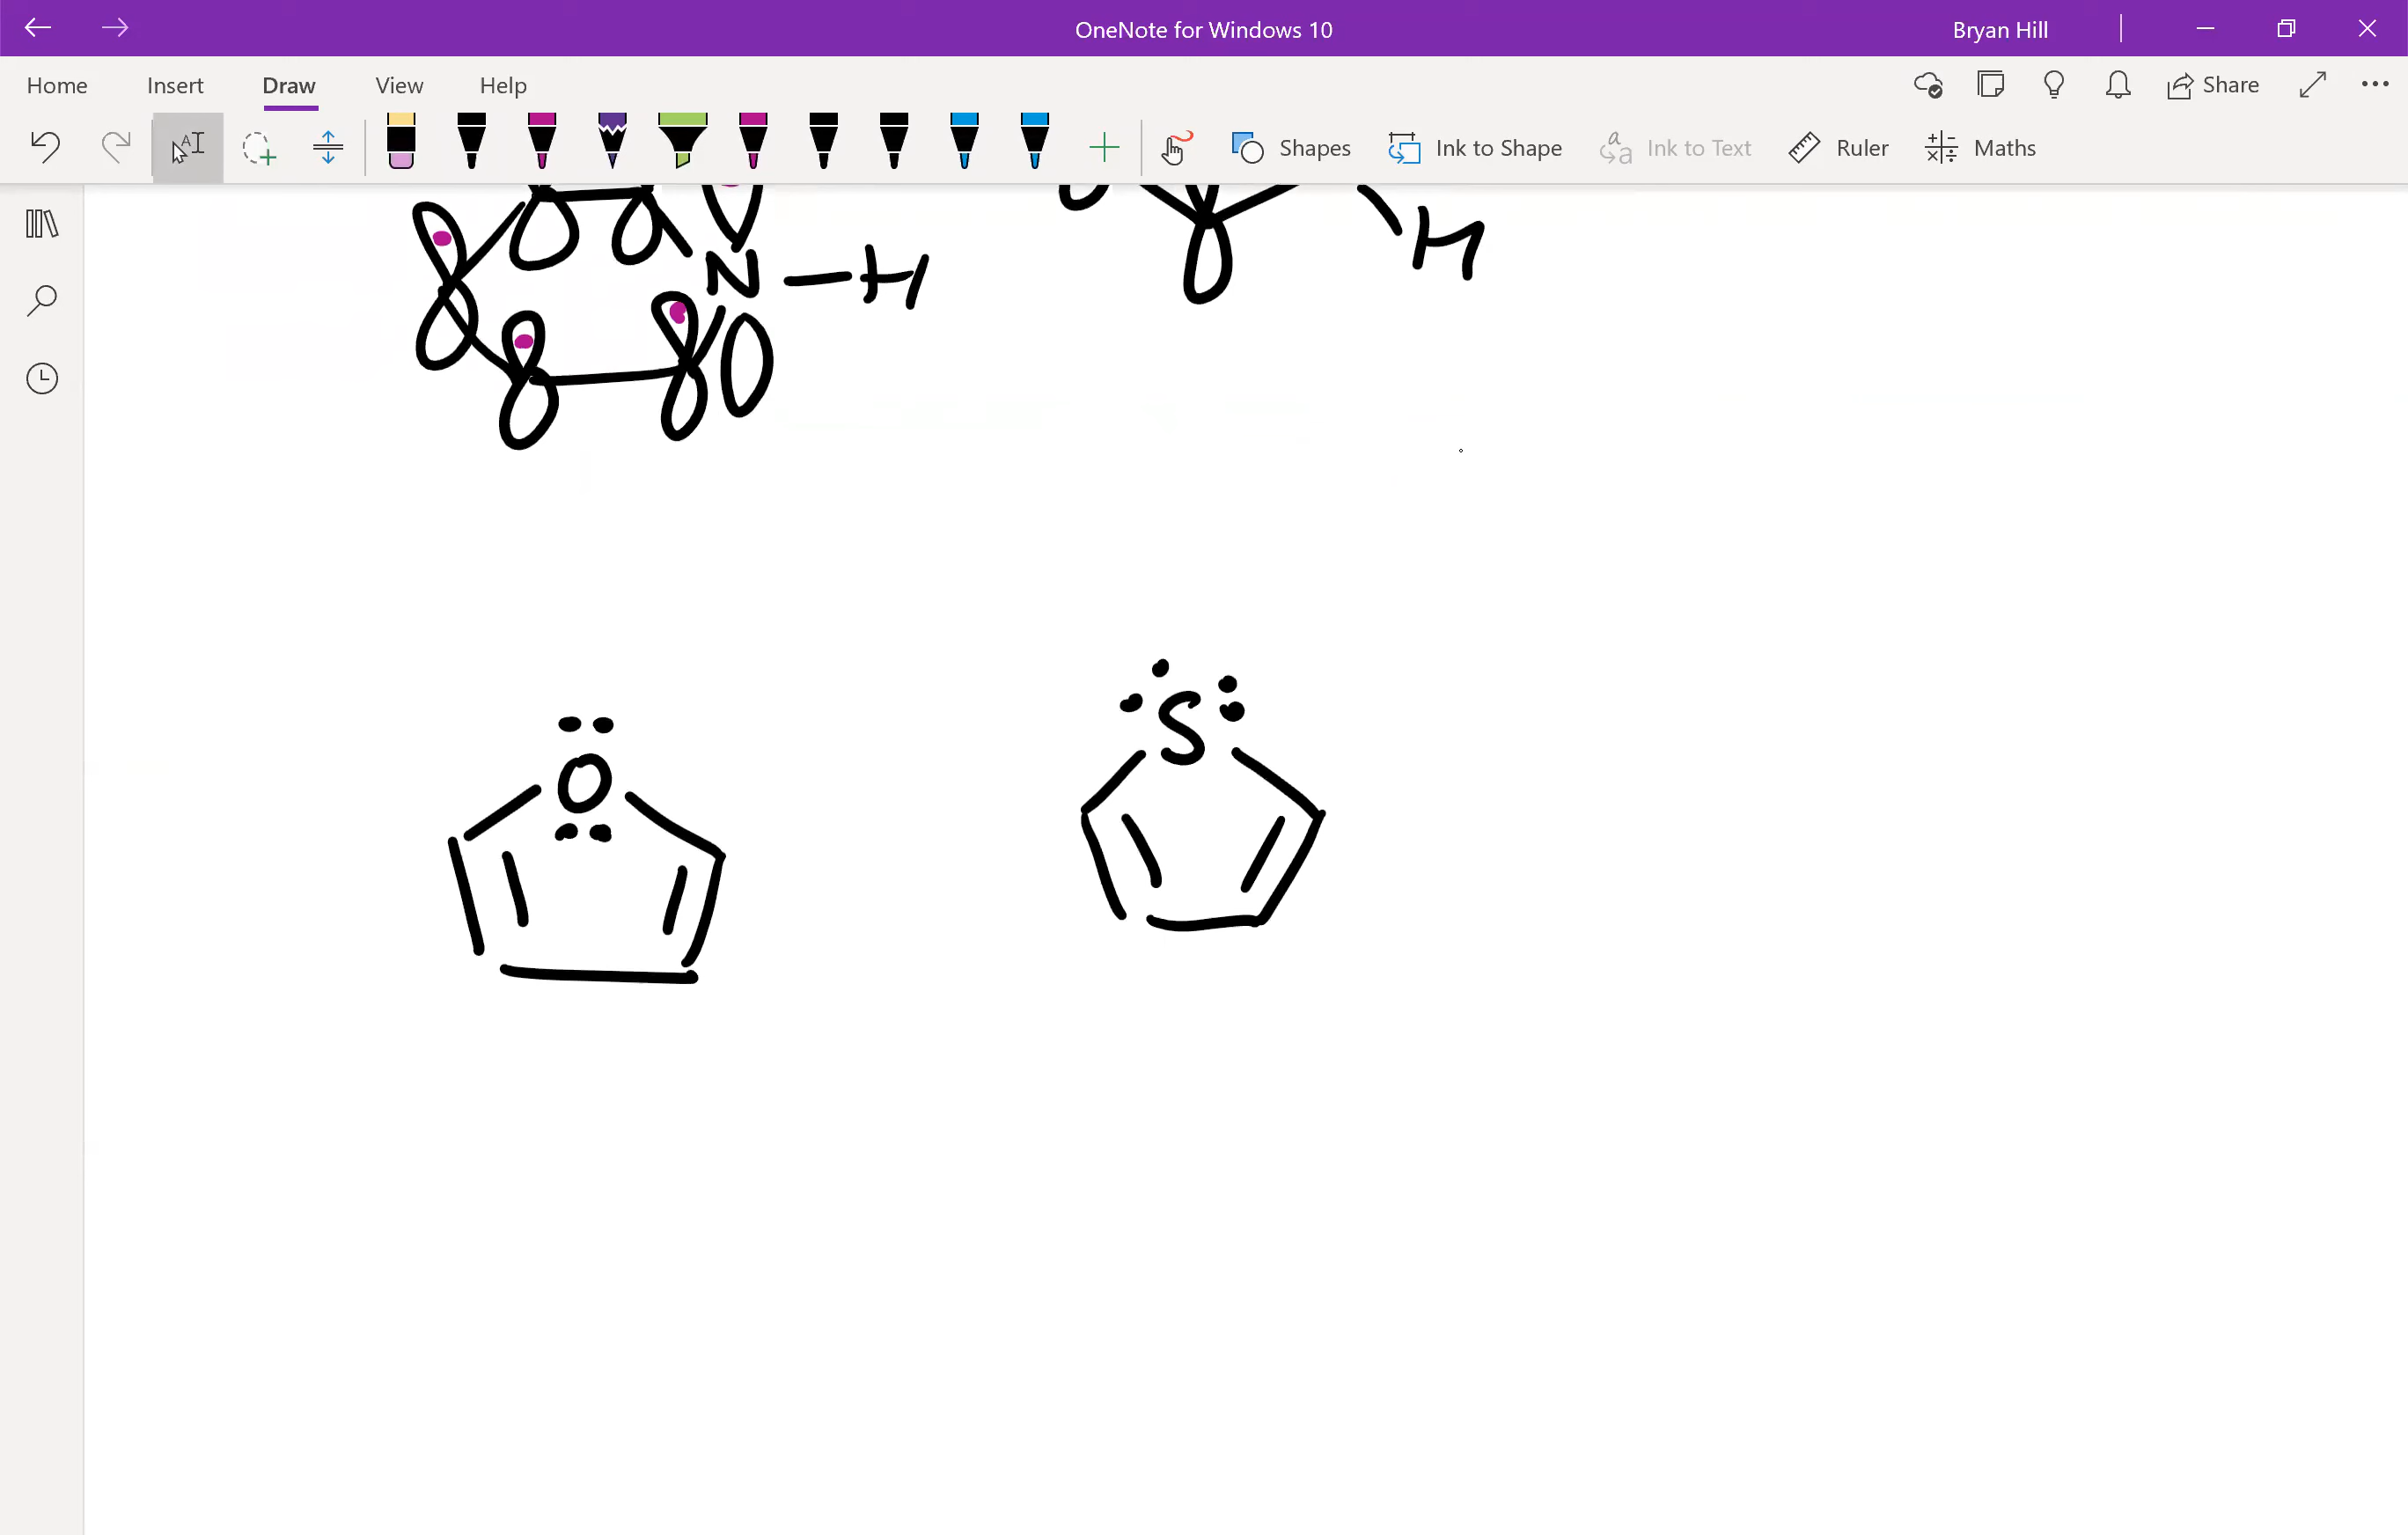 OneNote for Windows 10 Bryan Hill
Home Insert Draw View Help Share
Shapes Ink to Shape Ink to Text Ruler Maths
H
N H
S
O